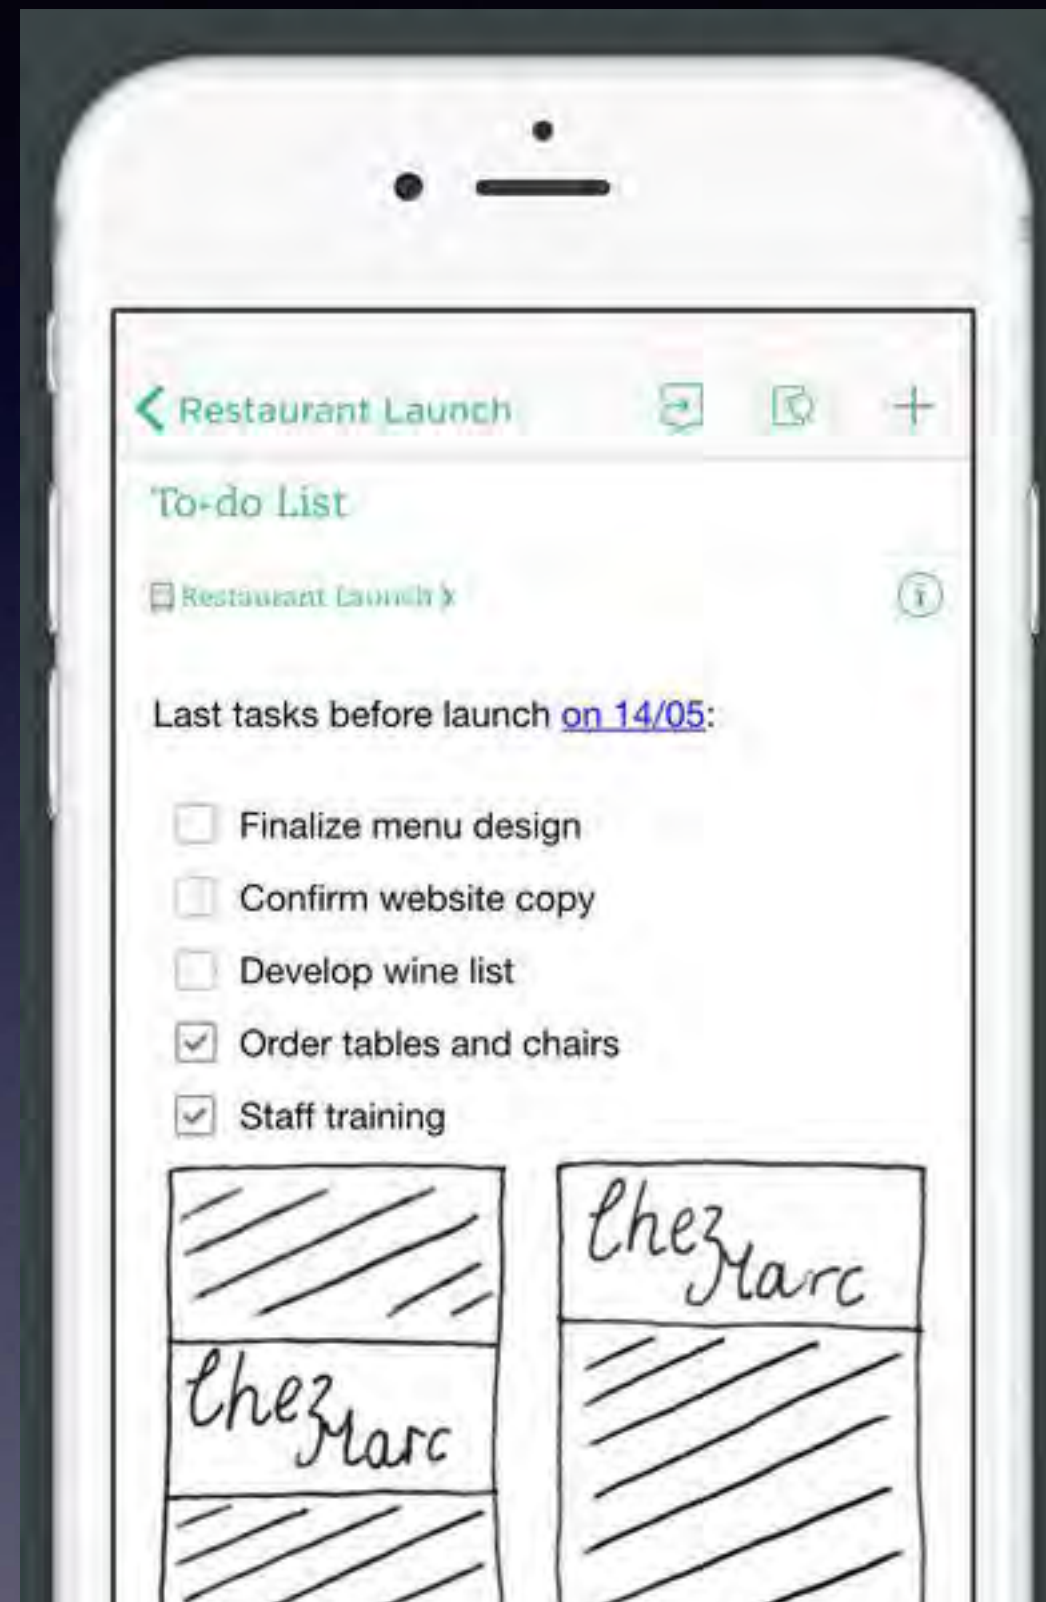 Restaurant Launch
To-do List
Restaurant Launch
Last tasks before launch on 14/05:
Finalize menu design
Confirm website copy
Develop wine list
Order tables and chairs
Staff training
Chez
Marc
Chez
Marc